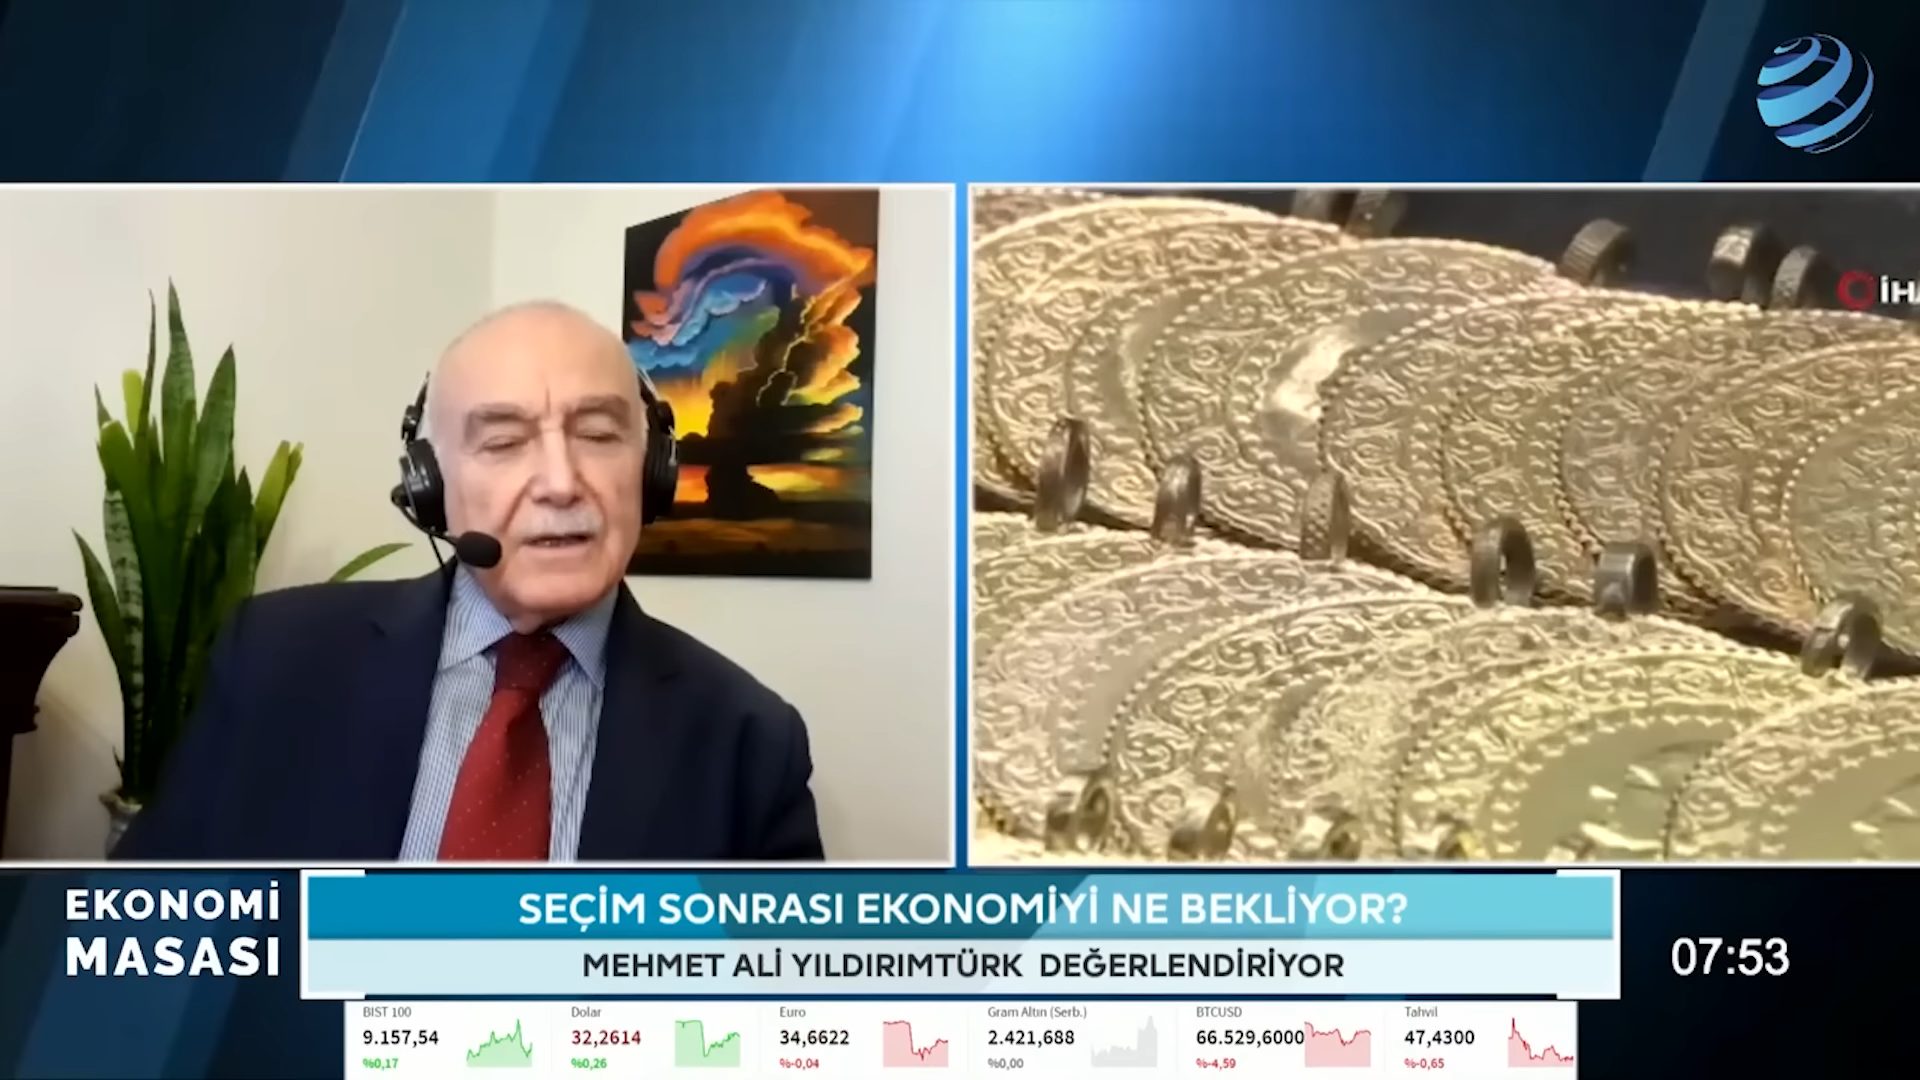 İHA
EKONOMİ
MASASI
SEÇİM SONRASI EKONOMİYİ NE BEKLİYOR?
MEHMET ALİ YILDIRIMTÜRK DEĞERLENDİRİYOR
07:53
BIST 100
9.157,54
%0,17
Dolar
32,2614
%0,26
Euro
34,6622
%-0,04
Gram Altın (Serb.)
2.421,688
%0,00
BTCUSD
66.529,6000
%-4,59
Tahvil
47,4300
%-0,65